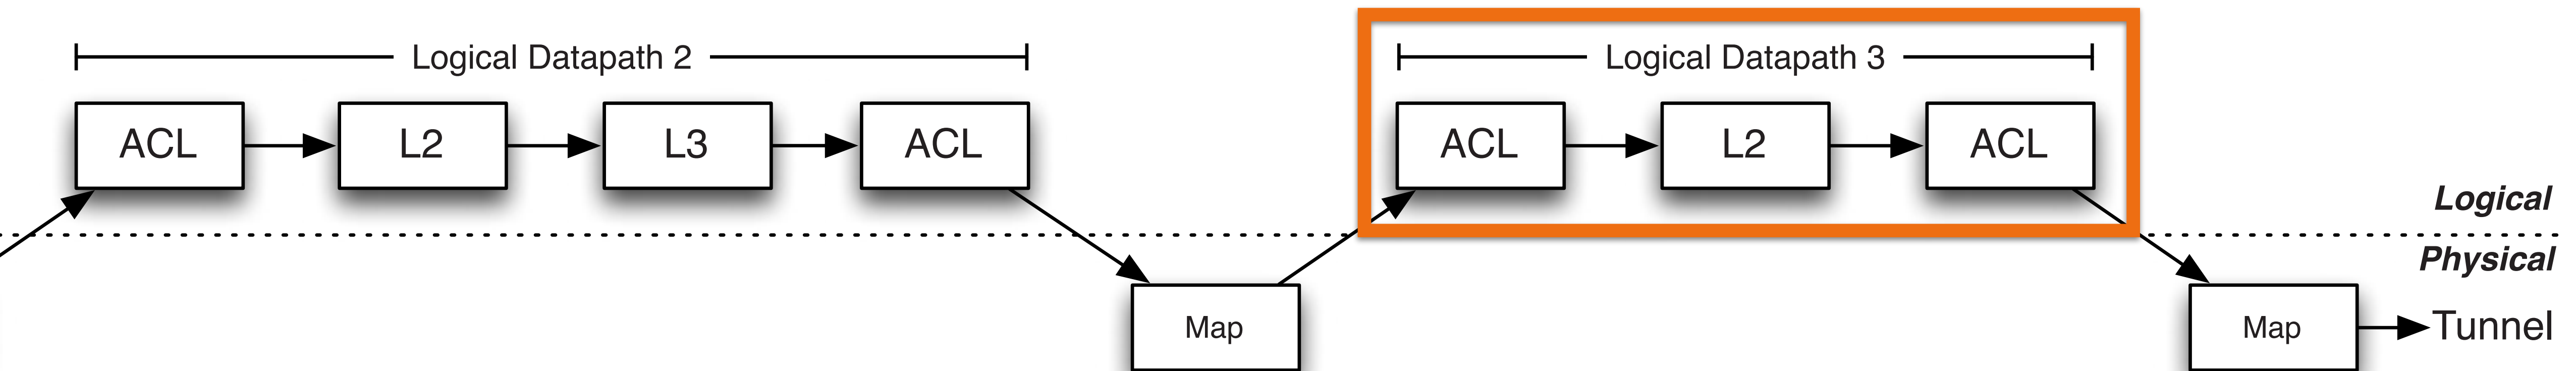 Logical Datapath 2
Logical Datapath 3
ACL
L2
L3
ACL
ACL
L2
ACL
Logical
Physical
Map
Map
Tunnel